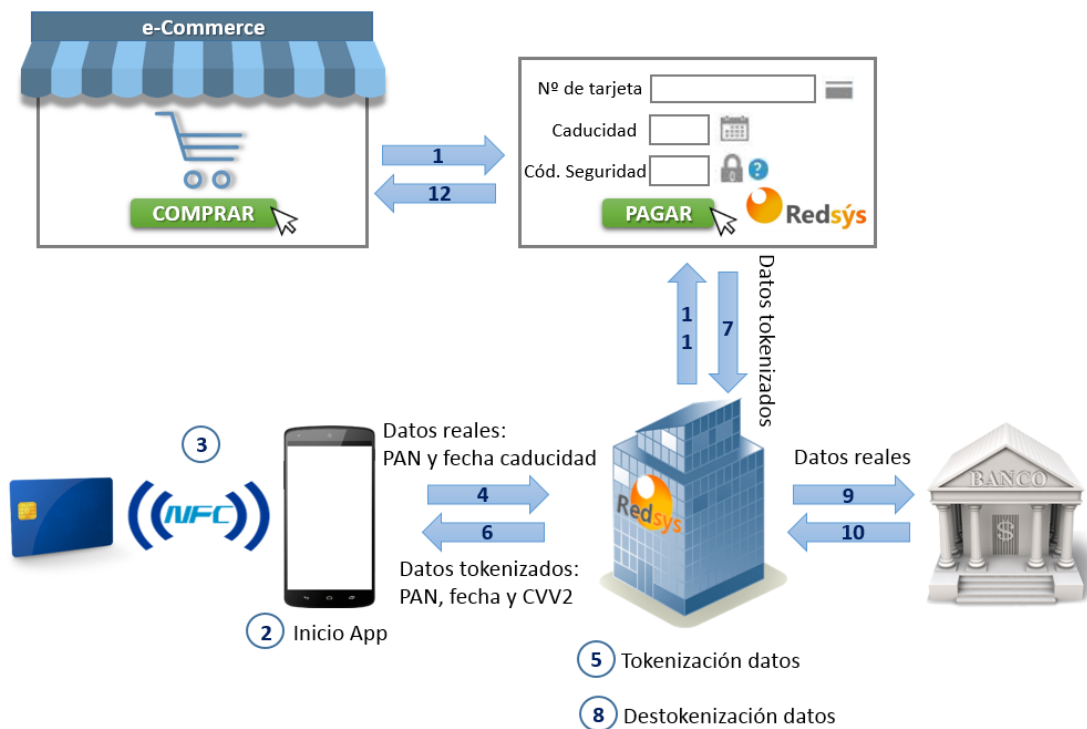 e-Commerce
COMPRAR
1
12
Nº de tarjeta
Caducidad
Cód. Seguridad
?
PAGAR
Redsýs
11
7
Datos tokenizados
3
NFC
2
Inicio App
Datos reales:
PAN y fecha caducidad
4
6
Datos tokenizados:
PAN, fecha y CVV2
Redsys
5
Tokenización datos
8
Destokenización datos
Datos reales
9
10
BANCO
$